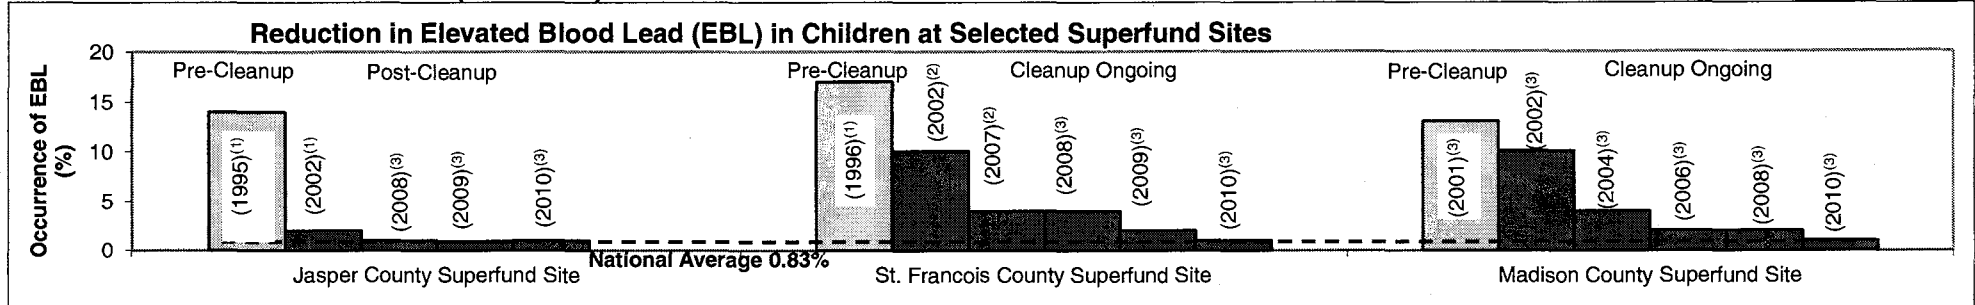 Reduction in Elevated Blood Lead (EBL) in Children at Selected Superfund Sites
Occurrence of EBL
(%)
20
15
10
5
0
Pre-Cleanup
Post-Cleanup
(1995)(1)
(2002)(1)
(2008)(3)
(2009)(3)
(2010)(3)
Jasper County Superfund Site
National Average 0.83%
Pre-Cleanup
Cleanup Ongoing
(1996)(1)
(2002)(2)
(2007)(2)
(2008)(3)
(2009)(3)
(2010)(3)
St. Francois County Superfund Site
Pre-Cleanup
Cleanup Ongoing
(2001)(3)
(2002)(3)
(2004)(3)
(2006)(3)
(2008)(3)
(2010)(3)
Madison County Superfund Site